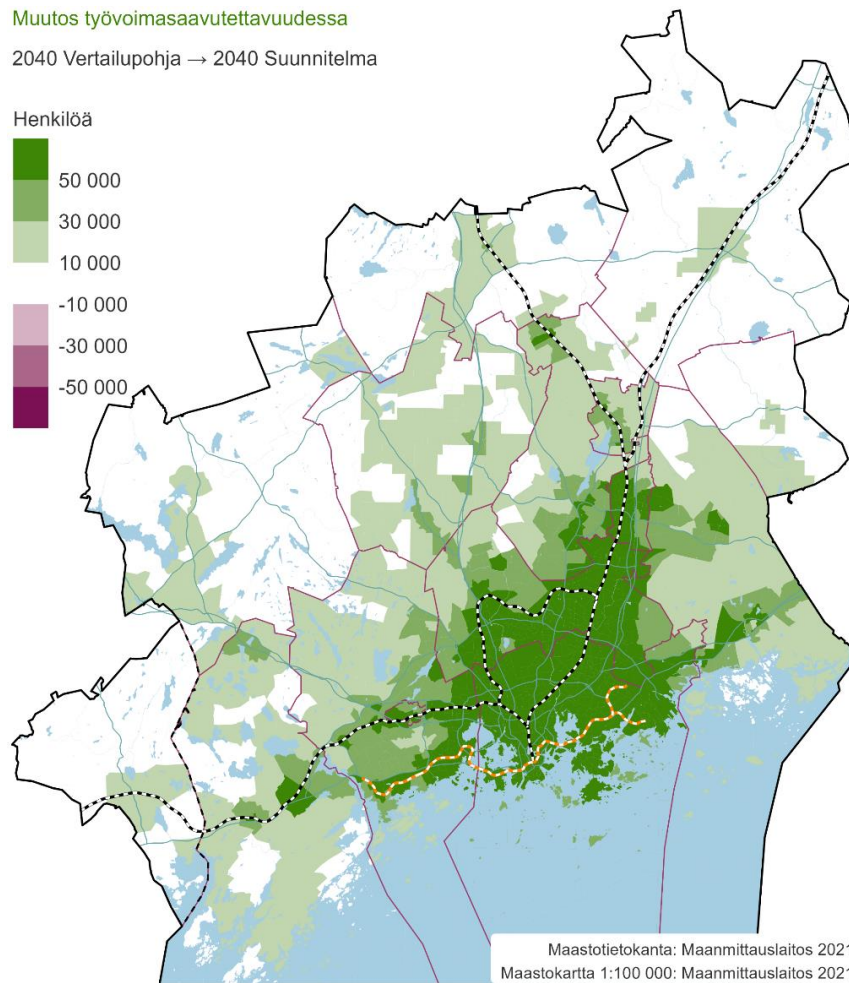 Muutos työvoimasaavutettavuudessa
2040 Vertailupohja → 2040 Suunnitelma
Henkilöä
50 000
30 000
10 000
-10 000
-30 000
-50 000
Maastotietokanta: Maanmittauslaitos 2021
Maastokartta 1:100 000: Maanmittauslaitos 2021